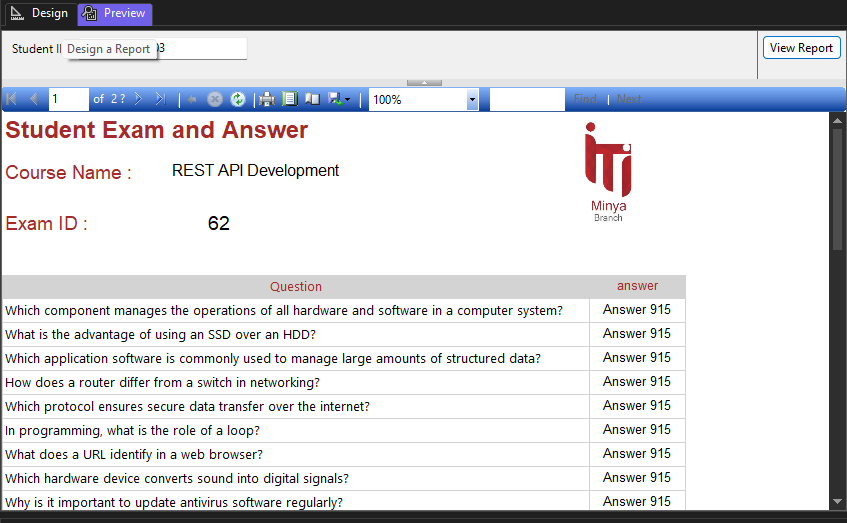 Design Preview
Student I Design a Report 3 View Report
1 of 2 ? 100% Find | Next
Student Exam and Answer
Course Name : REST API Development
iTi
Minya
Branch
Exam ID : 62
Question answer
Which component manages the operations of all hardware and software in a computer system? Answer 915
What is the advantage of using an SSD over an HDD? Answer 915
Which application software is commonly used to manage large amounts of structured data? Answer 915
How does a router differ from a switch in networking? Answer 915
Which protocol ensures secure data transfer over the internet? Answer 915
In programming, what is the role of a loop? Answer 915
What does a URL identify in a web browser? Answer 915
Which hardware device converts sound into digital signals? Answer 915
Why is it important to update antivirus software regularly? Answer 915